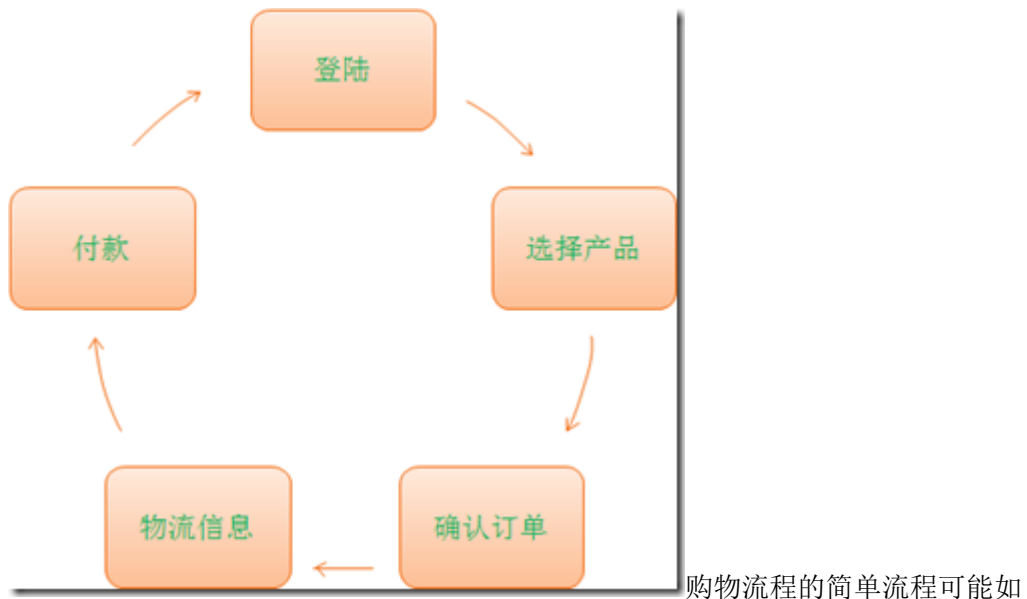 登陆
选择产品
确认订单
物流信息
付款
购物流程的简单流程可能如